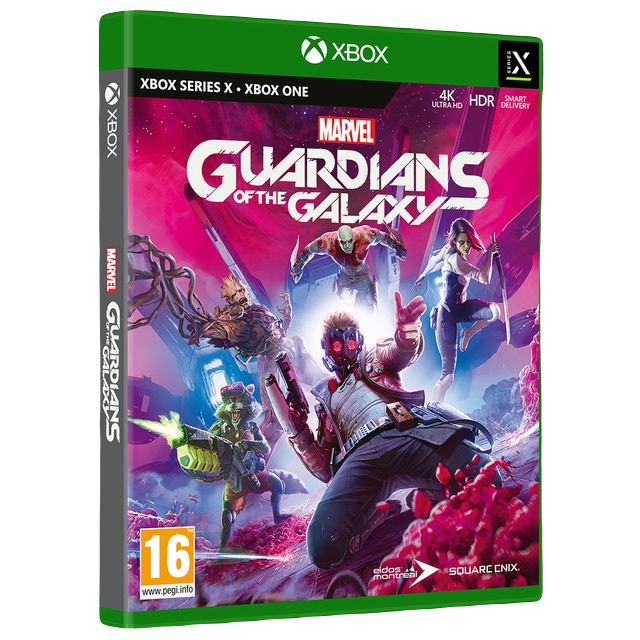 XBOX
SERIES X
XBOX SERIES X • XBOX ONE
4K
ULTRA HD
HDR
SMART
DELIVERY
MARVEL
GUARDIANS
OF THE
GALAXY
XBOX
MARVEL
GUARDIANS
OF THE
GALAXY
16
www.pegi.info
eidos
montréal
SQUARE ENIX.